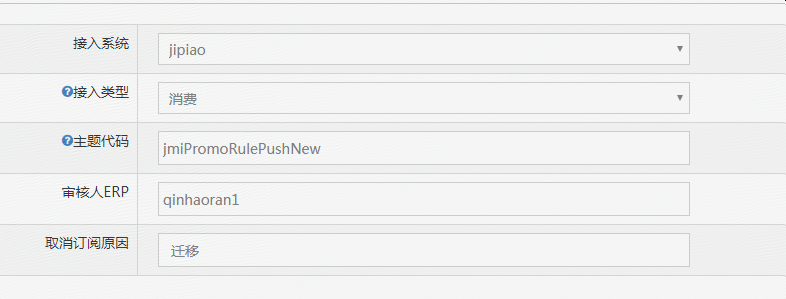 接入系统 jipiao
接入类型 消费
主题代码 jmiPromoRulePushNew
审核人ERP qinhaoran1
取消订阅原因 迁移